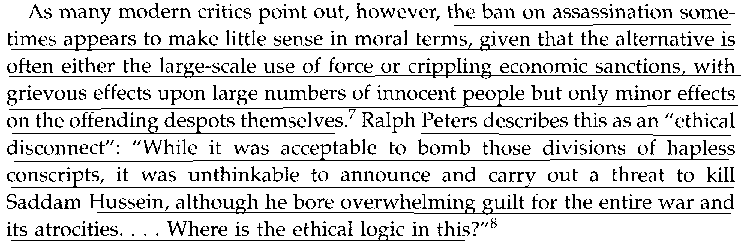 As many modern critics point out, however, the ban on assassination some-
times appears to make little sense in moral terms, given that the alternative is
often either the large-scale use of force or crippling economic sanctions, with
grievous effects upon large numbers of innocent people but only minor effects
on the offending despots themselves.⁷ Ralph Peters describes this as an "ethical
disconnect": "While it was acceptable to bomb those divisions of hapless
conscripts, it was unthinkable to announce and carry out a threat to kill
Saddam Hussein, although he bore overwhelming guilt for the entire war and
its atrocities. . . . Where is the ethical logic in this?"⁸